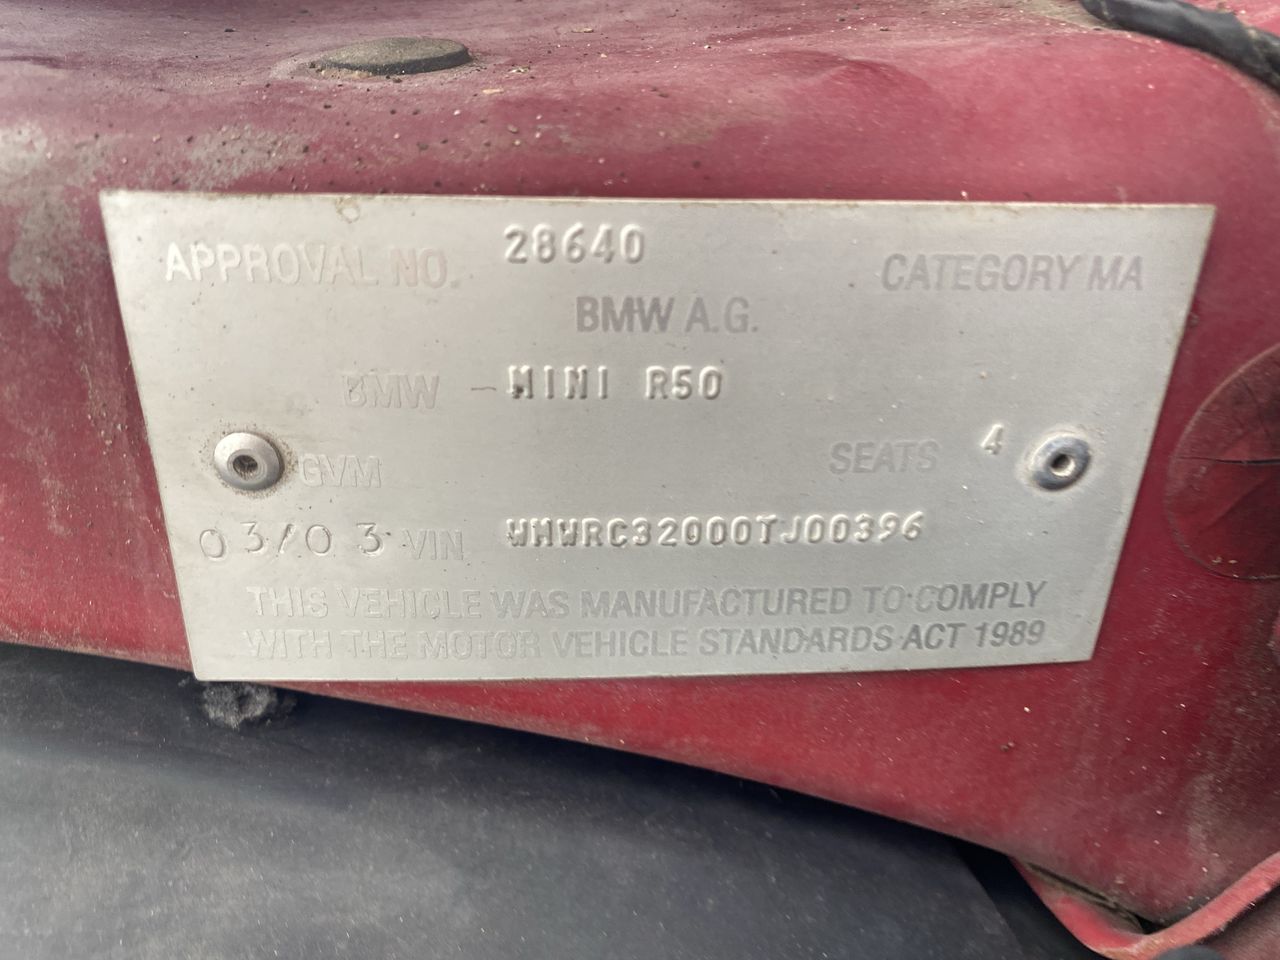 APPROVAL NO. 28640 CATEGORY MA
BMW A.G.
BMW - MINI R50
GVM SEATS 4
03/03 VIN WMWRC32000TJ00396
THIS VEHICLE WAS MANUFACTURED TO COMPLY
WITH THE MOTOR VEHICLE STANDARDS ACT 1989